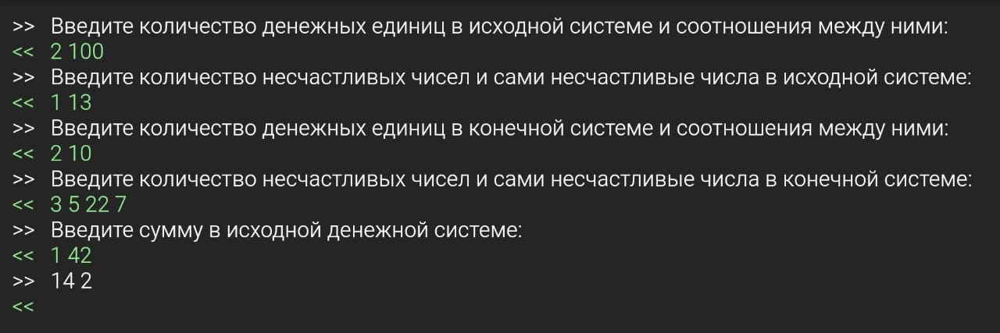 >> Введите количество денежных единиц в исходной системе и соотношения между ними:
<< 2 100
>> Введите количество несчастливых чисел и сами несчастливые числа в исходной системе:
<< 1 13
>> Введите количество денежных единиц в конечной системе и соотношения между ними:
<< 2 10
>> Введите количество несчастливых чисел и сами несчастливые числа в конечной системе:
<< 3 5 22 7
>> Введите сумму в исходной денежной системе:
<< 1 42
>> 14 2
<<